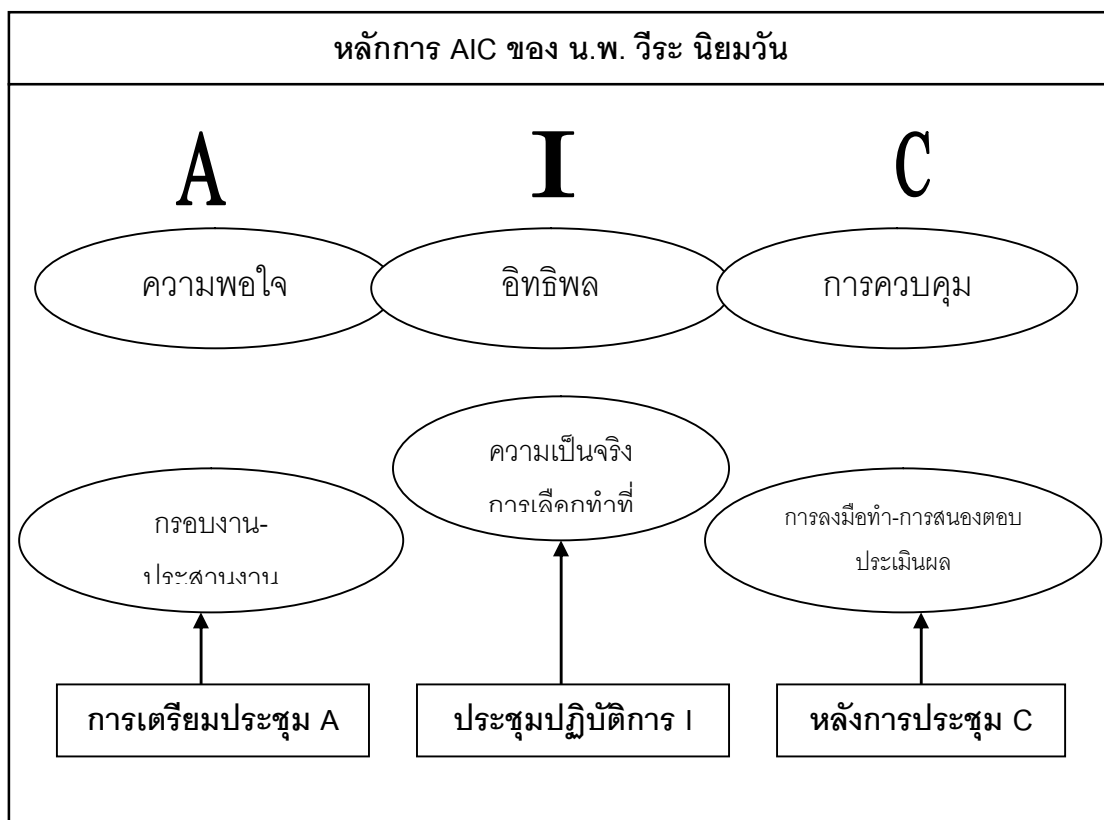 หลักการ AIC ของ น.พ. วีระ นิยมวัน
A I C
ความพอใจ อิทธิพล การควบคุม
ความเป็นจริง
การเลือกทำที่
กรอบงาน-
ประสานงาน
การลงมือทำ-การสนองตอบ
ประเมินผล
การเตรียมประชุม A ประชุมปฏิบัติการ I หลังการประชุม C